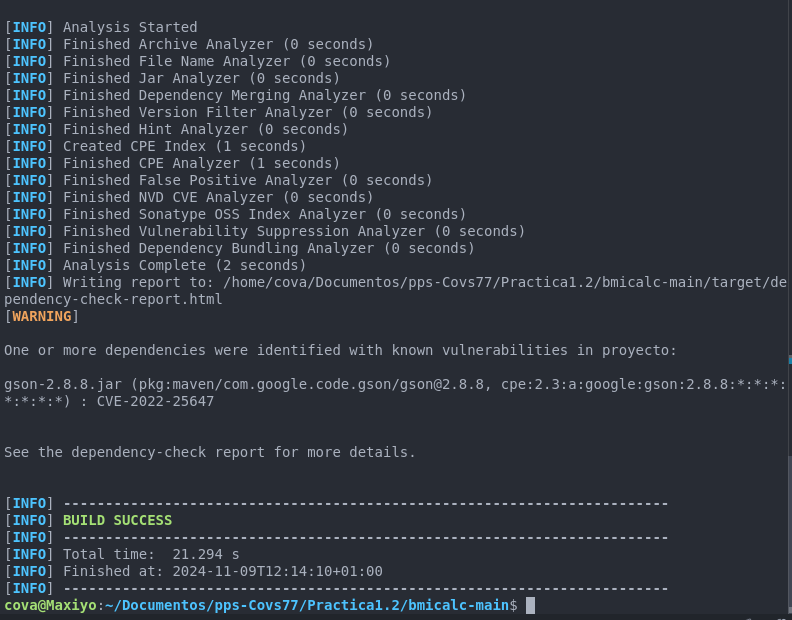 [INFO] Analysis Started
[INFO] Finished Archive Analyzer (0 seconds)
[INFO] Finished File Name Analyzer (0 seconds)
[INFO] Finished Jar Analyzer (0 seconds)
[INFO] Finished Dependency Merging Analyzer (0 seconds)
[INFO] Finished Version Filter Analyzer (0 seconds)
[INFO] Finished Hint Analyzer (0 seconds)
[INFO] Created CPE Index (1 seconds)
[INFO] Finished CPE Analyzer (1 seconds)
[INFO] Finished False Positive Analyzer (0 seconds)
[INFO] Finished NVD CVE Analyzer (0 seconds)
[INFO] Finished Sonatype OSS Index Analyzer (0 seconds)
[INFO] Finished Vulnerability Suppression Analyzer (0 seconds)
[INFO] Finished Dependency Bundling Analyzer (0 seconds)
[INFO] Analysis Complete (2 seconds)
[INFO] Writing report to: /home/cova/Documentos/pps-Covs77/Practica1.2/bmicalc-main/target/de
pendency-check-report.html
[WARNING]
One or more dependencies were identified with known vulnerabilities in proyecto:
gson-2.8.8.jar (pkg:maven/com.google.code.gson/gson@2.8.8, cpe:2.3:a:google:gson:2.8.8:*:*:*:
*:*:*:*) : CVE-2022-25647
See the dependency-check report for more details.
[INFO] ------------------------------------------------------------------------
[INFO] BUILD SUCCESS
[INFO] ------------------------------------------------------------------------
[INFO] Total time:  21.294 s
[INFO] Finished at: 2024-11-09T12:14:10+01:00
[INFO] ------------------------------------------------------------------------
cova@Maxiyo:~/Documentos/pps-Covs77/Practica1.2/bmicalc-main$